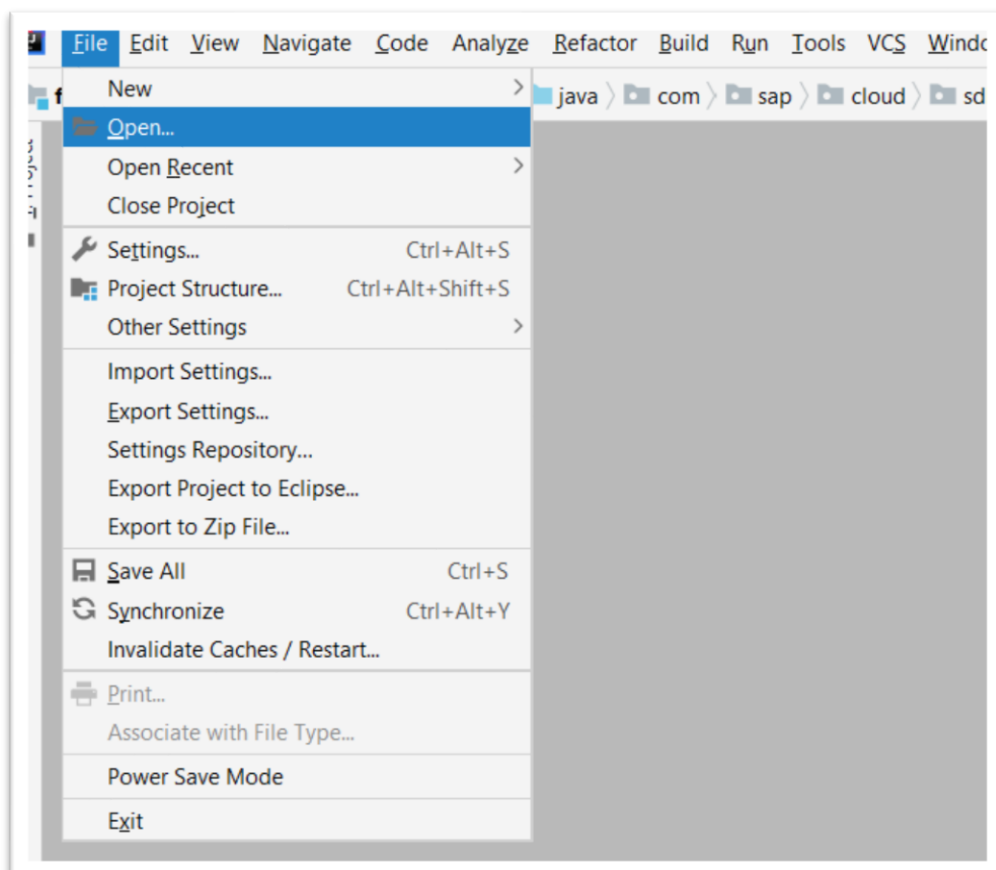 File Edit View Navigate Code Analyze Refactor Build Run Tools VCS
New
java com sap cloud
Open...
Open Recent
Close Project
Settings... Ctrl+Alt+S
Project Structure... Ctrl+Alt+Shift+S
Other Settings
Import Settings...
Export Settings...
Settings Repository...
Export Project to Eclipse...
Export to Zip File...
Save All Ctrl+S
Synchronize Ctrl+Alt+Y
Invalidate Caches / Restart...
Print...
Associate with File Type...
Power Save Mode
Exit